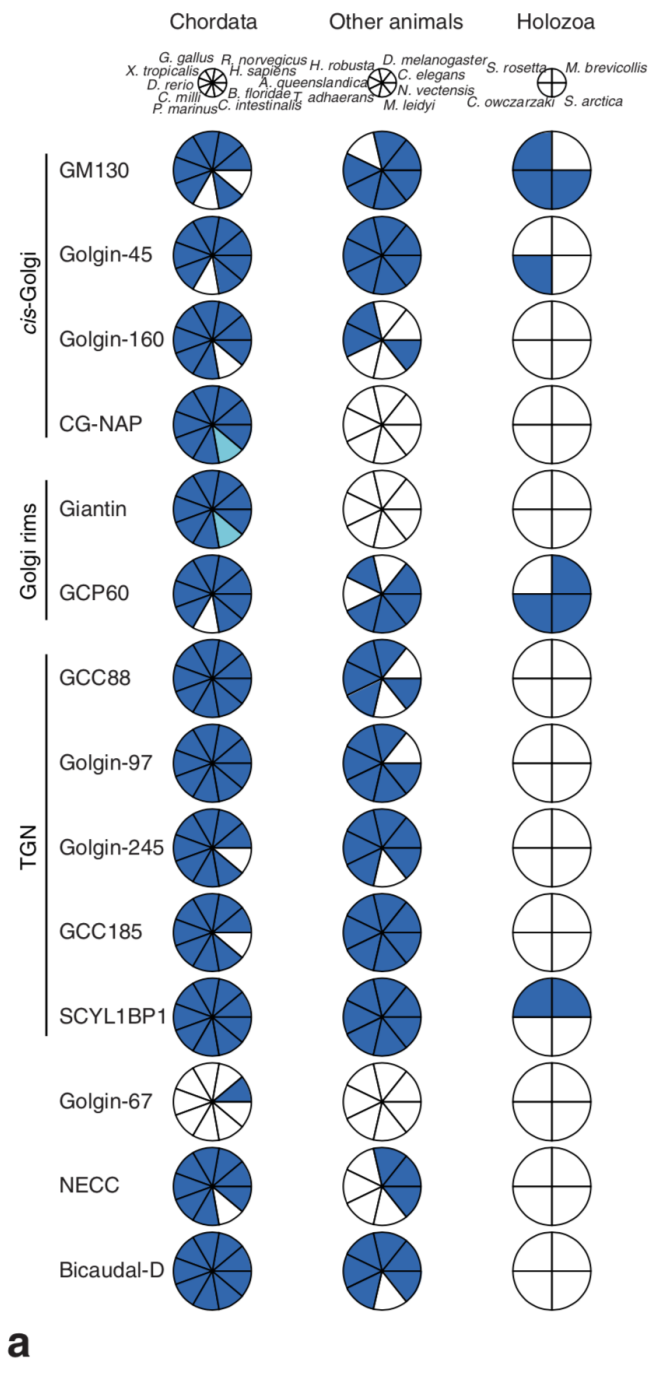 Chordata Other animals Holozoa
G. gallus R. norvegicus
X. tropicalis H. sapiens
D. rerio B. floridae
C. milli C. intestinalis
P. marinus
H. robusta D. melanogaster
A. queenslandica C. elegans
T. adhaerans N. vectensis
M. leidyi
S. rosetta M. brevicollis
C. owczarzaki S. arctica
cis-Golgi
GM130
Golgin-45
Golgin-160
CG-NAP
Golgi rims
Giantin
GCP60
TGN
GCC88
Golgin-97
Golgin-245
GCC185
SCYL1BP1
Golgin-67
NECC
Bicaudal-D
a